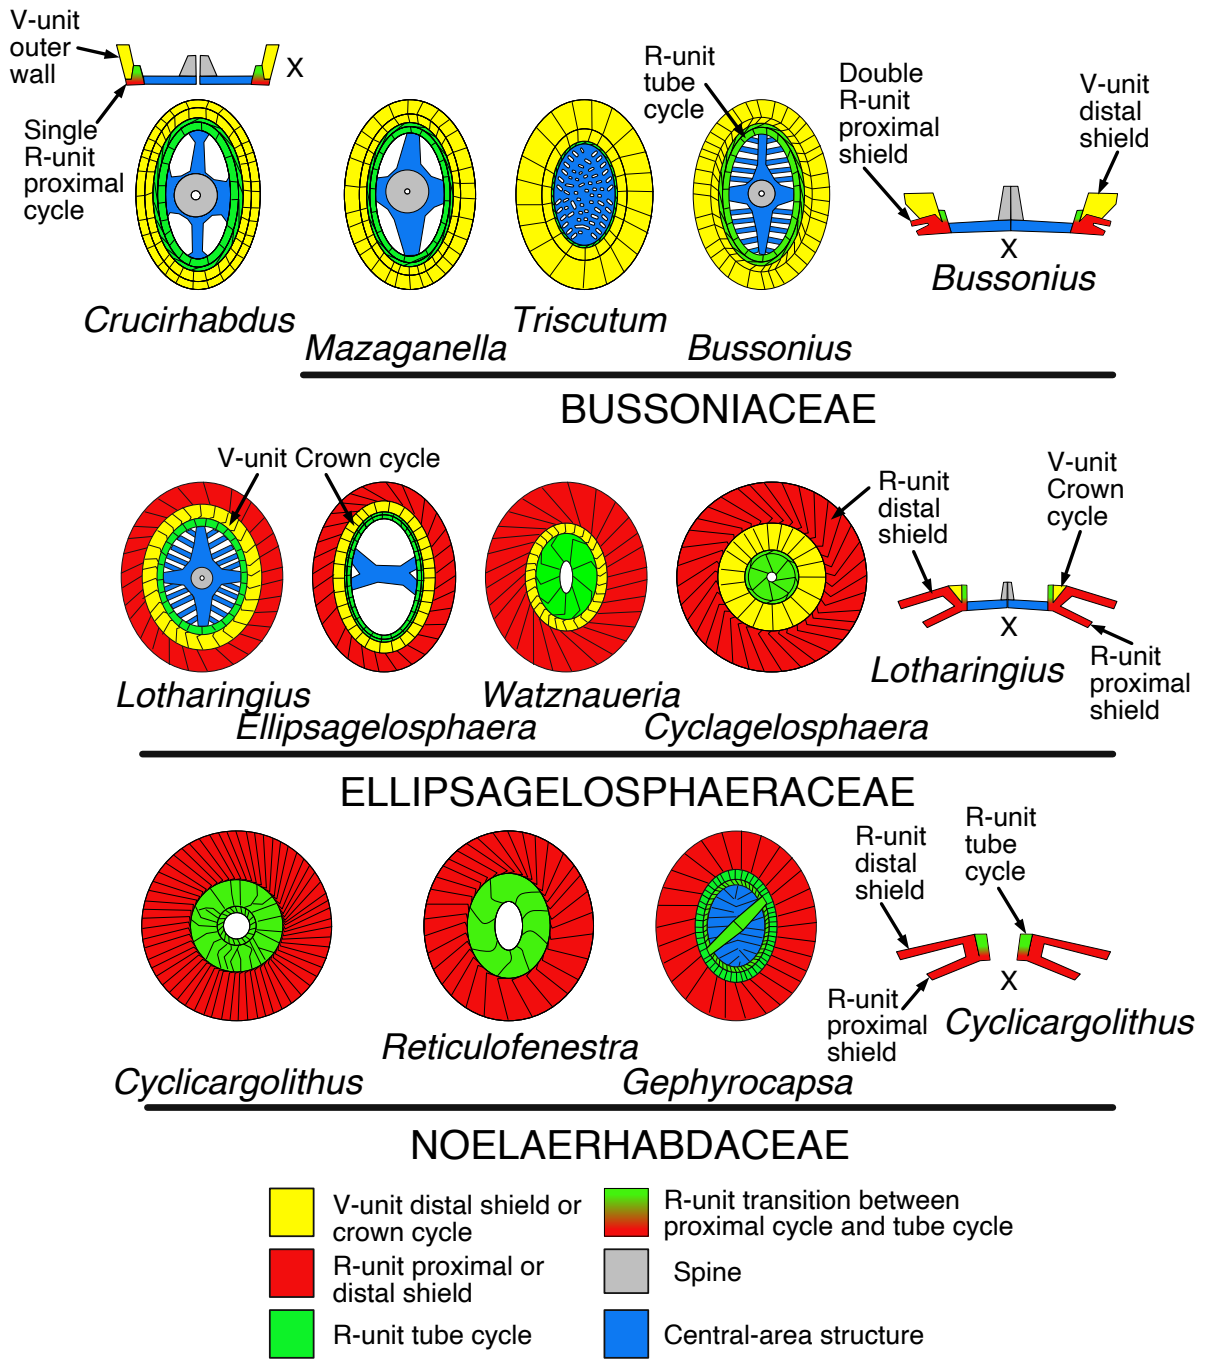 V-unit
outer
wall
X
Single
R-unit
proximal
cycle
R-unit
tube
cycle
Double
R-unit
proximal
shield
V-unit
distal
shield
X
Bussonius
Crucirhabdus
Mazaganella
Triscutum
Bussonius
BUSSONIACEAE
V-unit Crown cycle
R-unit
distal
shield
V-unit
Crown
cycle
X
Lotharingius
R-unit
proximal
shield
Lotharingius
Ellipsagelosphaera
Watznaueria
Cyclagelosphaera
ELLIPSAGELOSPHAERACEAE
R-unit
distal
shield
R-unit
tube
cycle
R-unit
proximal
shield
X
Cyclicargolithus
Cyclicargolithus
Reticulofenestra
Gephyrocapsa
NOELAERHABDACEAE
V-unit distal shield or
crown cycle
R-unit proximal or
distal shield
R-unit tube cycle
R-unit transition between
proximal cycle and tube cycle
Spine
Central-area structure